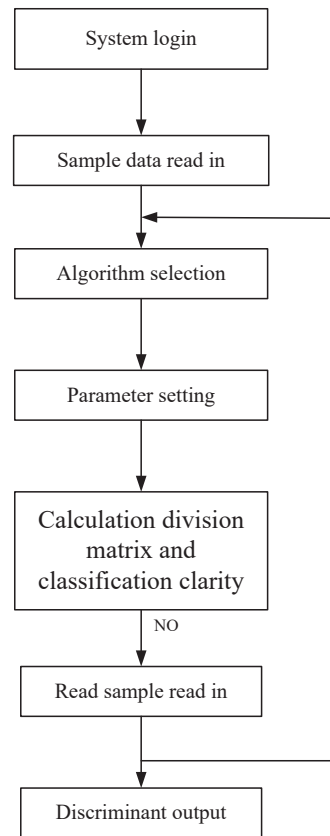 System login
Sample data read in
Algorithm selection
Parameter setting
Calculation division
matrix and
classification clarity
NO
Read sample read in
Discriminant output